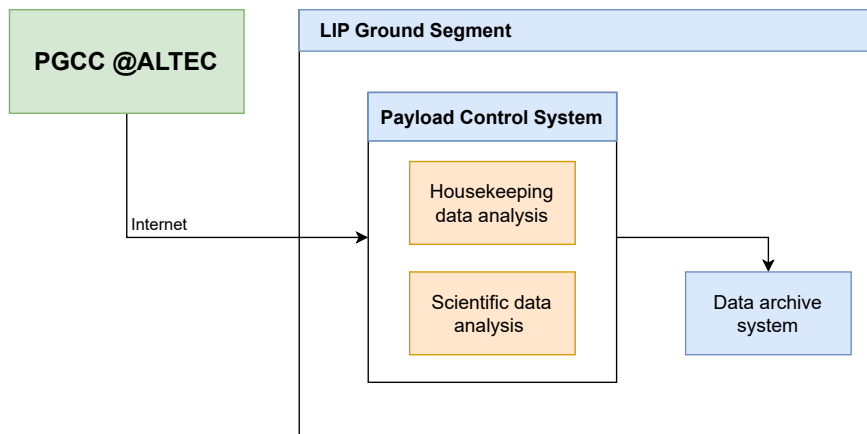 PGCC @ALTEC
LIP Ground Segment
Payload Control System
Housekeeping
data analysis
Internet
Scientific data
analysis
Data archive
system